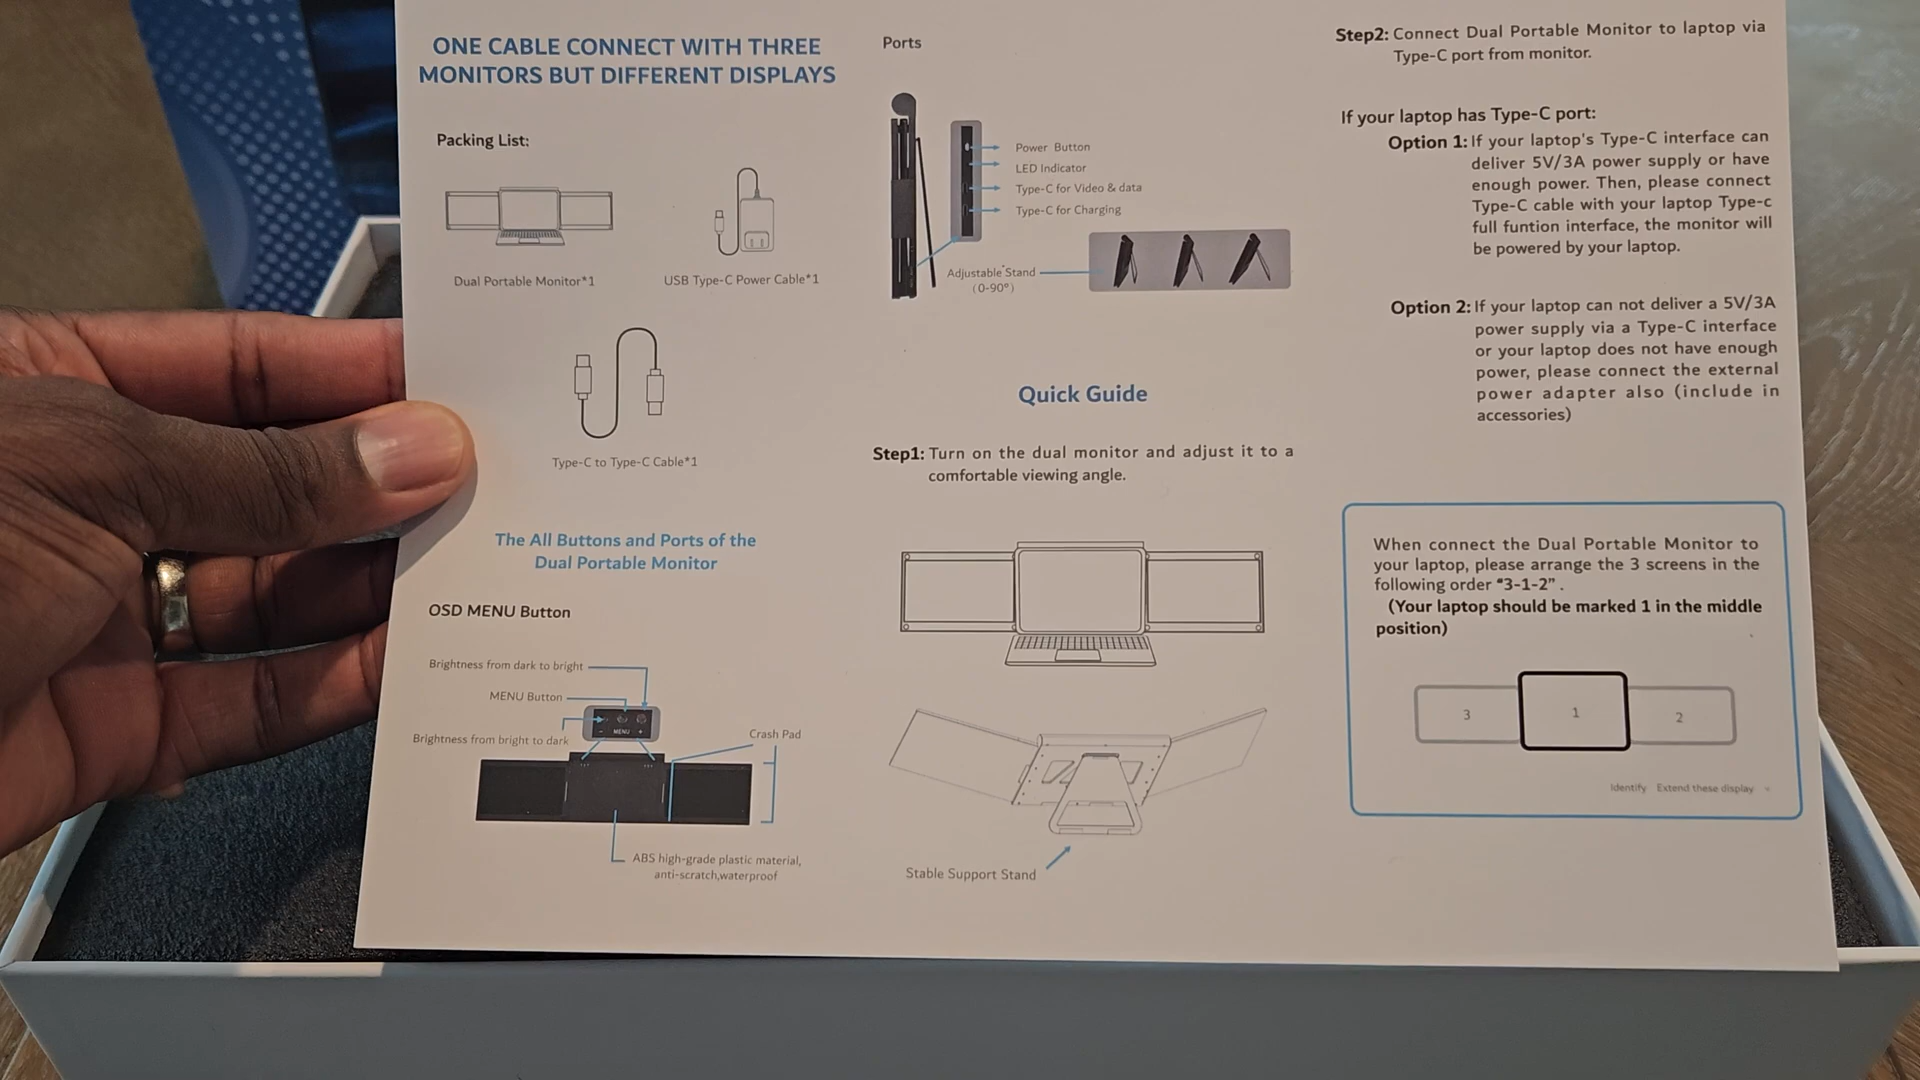 ONE CABLE CONNECT WITH THREE
MONITORS BUT DIFFERENT DISPLAYS
Packing List:
Dual Portable Monitor*1
USB Type-C Power Cable*1
Type-C to Type-C Cable*1
The All Buttons and Ports of the
Dual Portable Monitor
OSD MENU Button
Brightness from dark to bright
MENU Button
Brightness from bright to dark
- MENU +
Crash Pad
ABS high-grade plastic material,
anti-scratch,waterproof
Ports
Power Button
LED Indicator
Type-C for Video & data
Type-C for Charging
Adjustable Stand
(0-90°)
Quick Guide
Step1: Turn on the dual monitor and adjust it to a
comfortable viewing angle.
Stable Support Stand
Step2: Connect Dual Portable Monitor to laptop via
Type-C port from monitor.
If your laptop has Type-C port:
Option 1: If your laptop's Type-C interface can
deliver 5V/3A power supply or have
enough power. Then, please connect
Type-C cable with your laptop Type-c
full funtion interface, the monitor will
be powered by your laptop.
Option 2: If your laptop can not deliver a 5V/3A
power supply via a Type-C interface
or your laptop does not have enough
power, please connect the external
power adapter also (include in
accessories)
When connect the Dual Portable Monitor to
your laptop, please arrange the 3 screens in the
following order "3-1-2" .
(Your laptop should be marked 1 in the middle
position)
3 1 2
Identify Extend these display